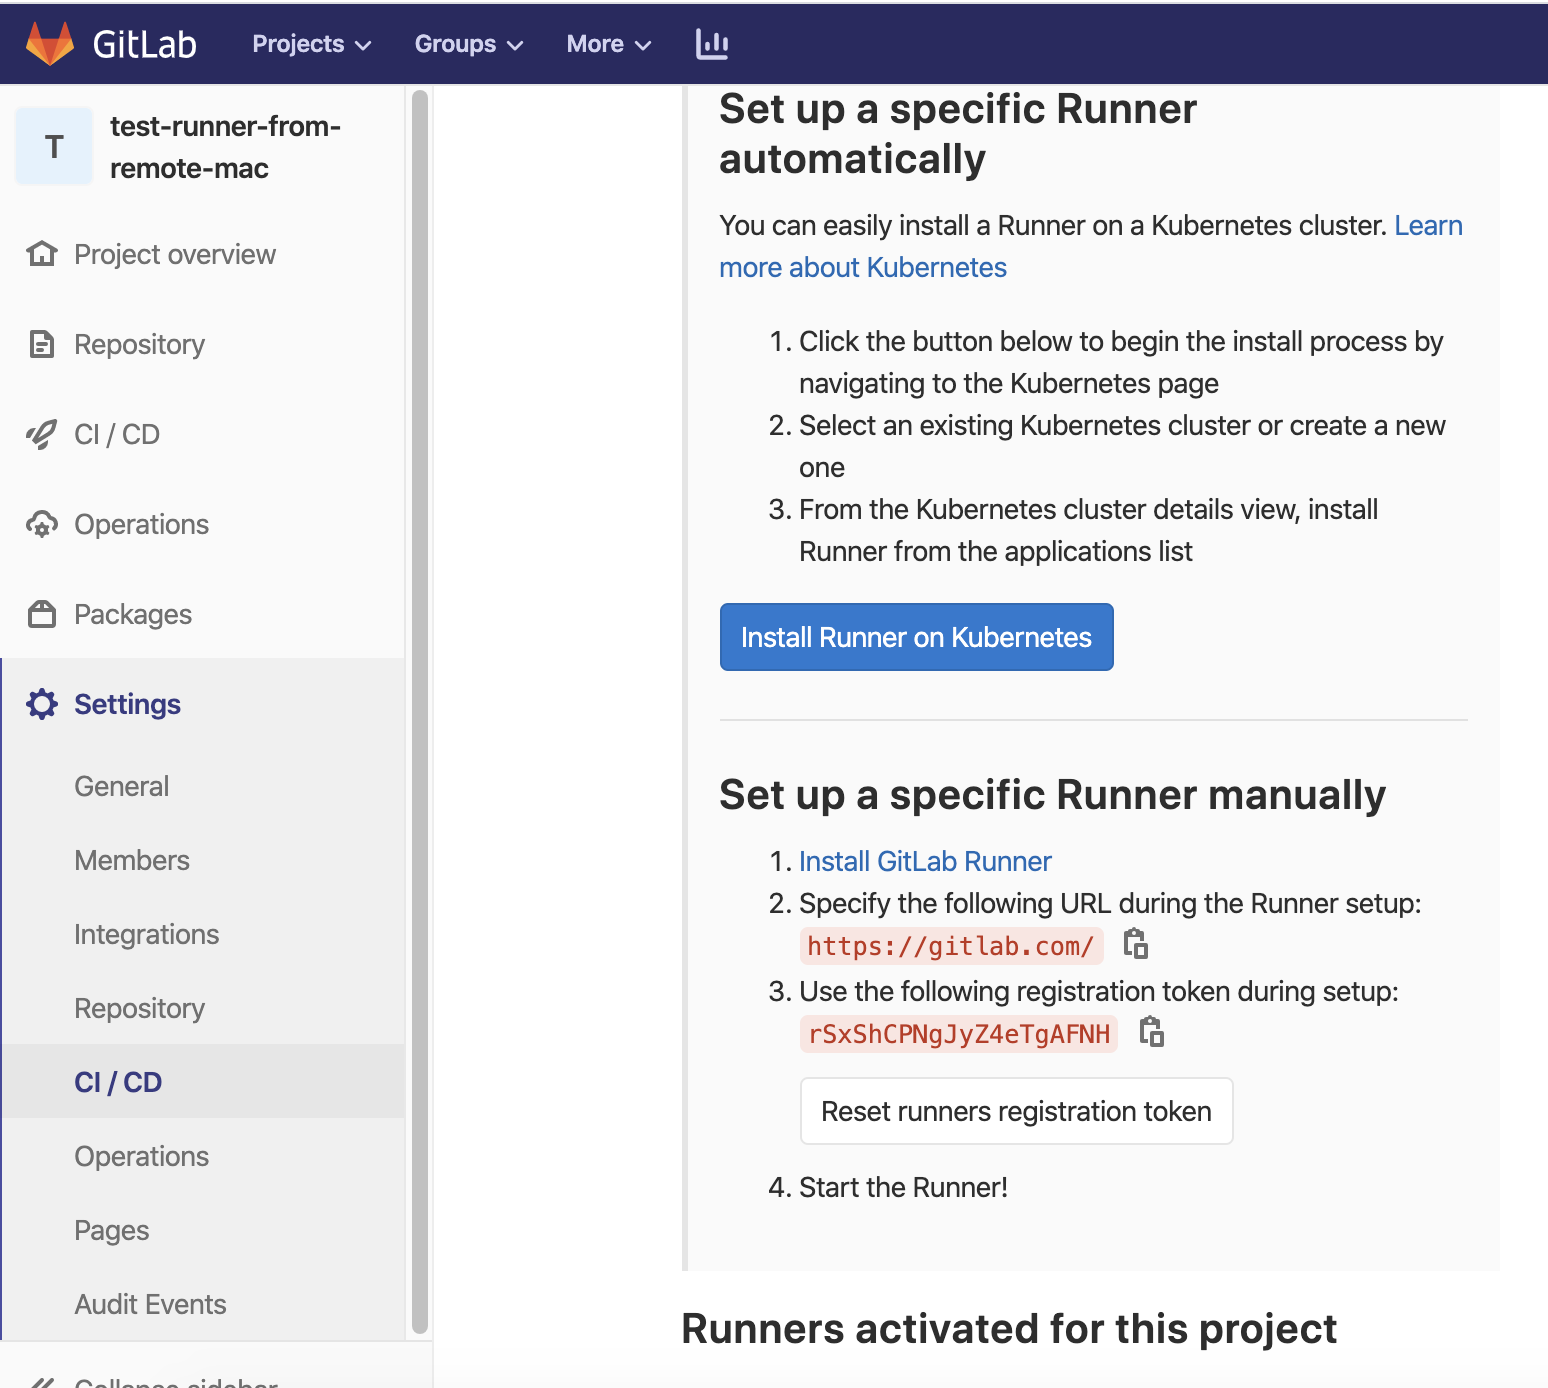 GitLab Projects Groups More
T
test-runner-from-
remote-mac
Project overview
Repository
CI / CD
Operations
Packages
Settings
General
Members
Integrations
Repository
CI / CD
Operations
Pages
Audit Events
Collapse sidebar
Set up a specific Runner
automatically
You can easily install a Runner on a Kubernetes cluster. Learn
more about Kubernetes
1. Click the button below to begin the install process by
navigating to the Kubernetes page
2. Select an existing Kubernetes cluster or create a new
one
3. From the Kubernetes cluster details view, install
Runner from the applications list
Install Runner on Kubernetes
Set up a specific Runner manually
1. Install GitLab Runner
2. Specify the following URL during the Runner setup:
https://gitlab.com/
3. Use the following registration token during setup:
rSxShCPNgJyZ4eTgAFNH
Reset runners registration token
4. Start the Runner!
Runners activated for this project